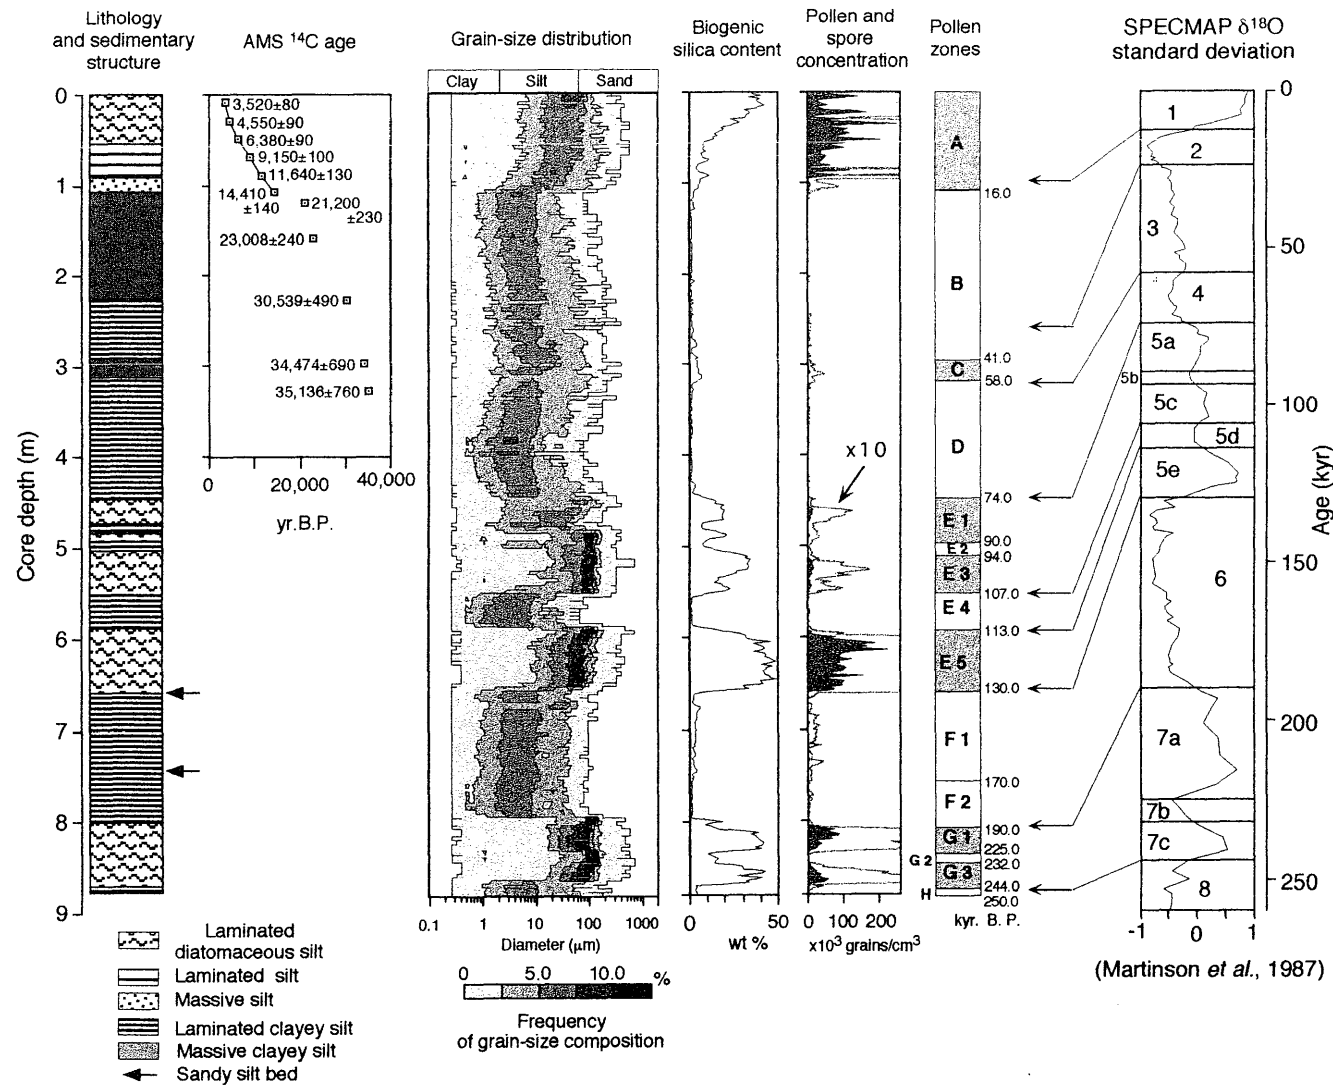 Lithology
and sedimentary
structure
AMS ¹⁴C age
Grain-size distribution
Biogenic
silica content
Pollen and
spore
concentration
Pollen
zones
SPECMAP δ¹⁸O
standard deviation
Clay
Silt
Sand
Core depth (m)
0
1
2
3
4
5
6
7
8
9
3,520±80
4,550±90
6,380±90
9,150±100
11,640±130
14,410
±140
21,200
±230
23,008±240
30,539±490
34,474±690
35,136±760
0
20,000
40,000
yr.B.P.
0.1
1
10
100
1000
Diameter (μm)
0
5.0
10.0
%
Frequency
of grain-size composition
0
50
wt %
x10
0
100
200
x10³ grains/cm³
A
16.0
B
41.0
C
58.0
D
74.0
E 1
90.0
E 2
94.0
E 3
107.0
E 4
113.0
E 5
130.0
F 1
170.0
F 2
190.0
G 1
225.0
G 2
232.0
G 3
244.0
H
250.0
kyr. B. P.
1
2
3
4
5a
5b
5c
5d
5e
6
7a
7b
7c
8
-1
0
1
0
50
100
150
200
250
Age (kyr)
(Martinson et al., 1987)
Laminated
diatomaceous silt
Laminated silt
Massive silt
Laminated clayey silt
Massive clayey silt
Sandy silt bed